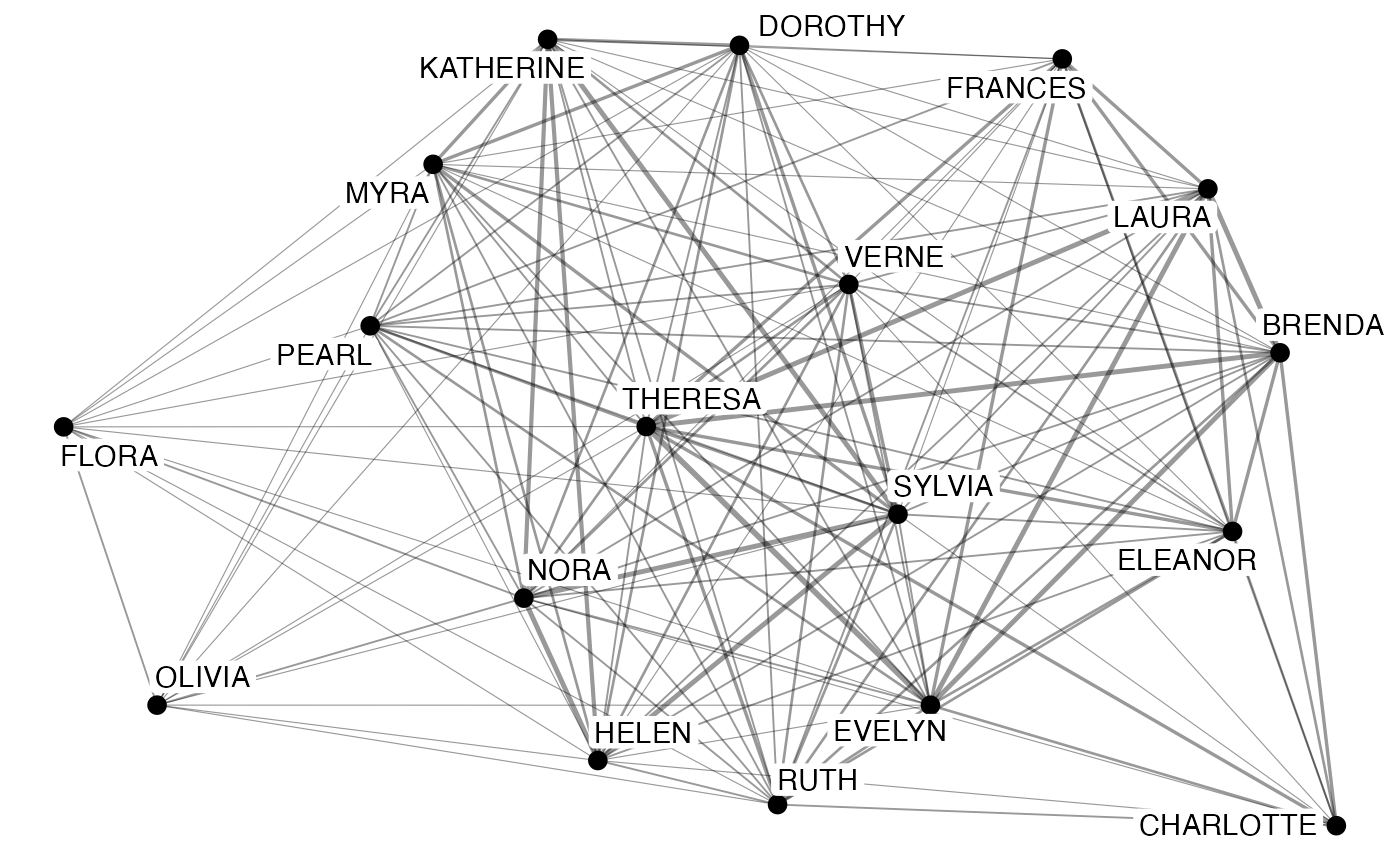 DOROTHY
KATHERINE
FRANCES
MYRA
LAURA
VERNE
BRENDA
PEARL
THERESA
FLORA
SYLVIA
ELEANOR
NORA
OLIVIA
HELEN
EVELYN
RUTH
CHARLOTTE